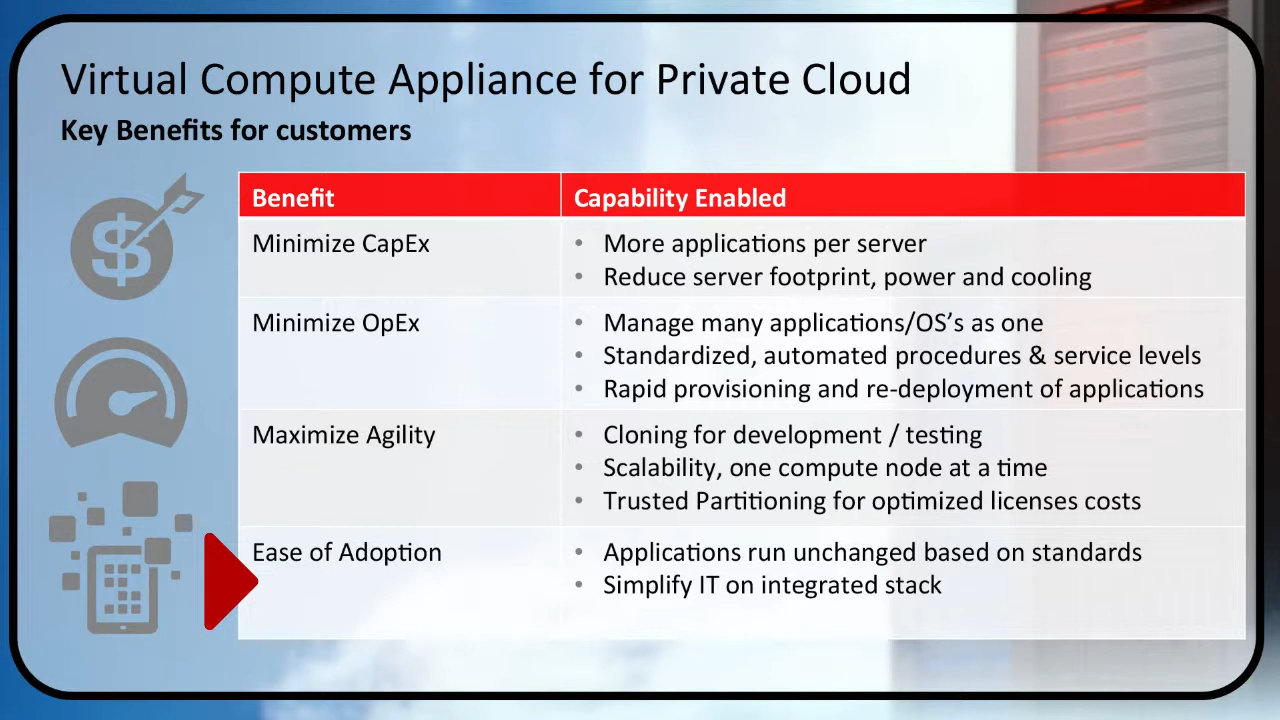 Virtual Compute Appliance for Private Cloud
Key Benefits for customers
$
Benefit
Capability Enabled
Minimize CapEx
• More applications per server
• Reduce server footprint, power and cooling
Minimize OpEx
• Manage many applications/OS’s as one
• Standardized, automated procedures & service levels
• Rapid provisioning and re-deployment of applications
Maximize Agility
• Cloning for development / testing
• Scalability, one compute node at a time
• Trusted Partitioning for optimized licenses costs
Ease of Adoption
• Applications run unchanged based on standards
• Simplify IT on integrated stack